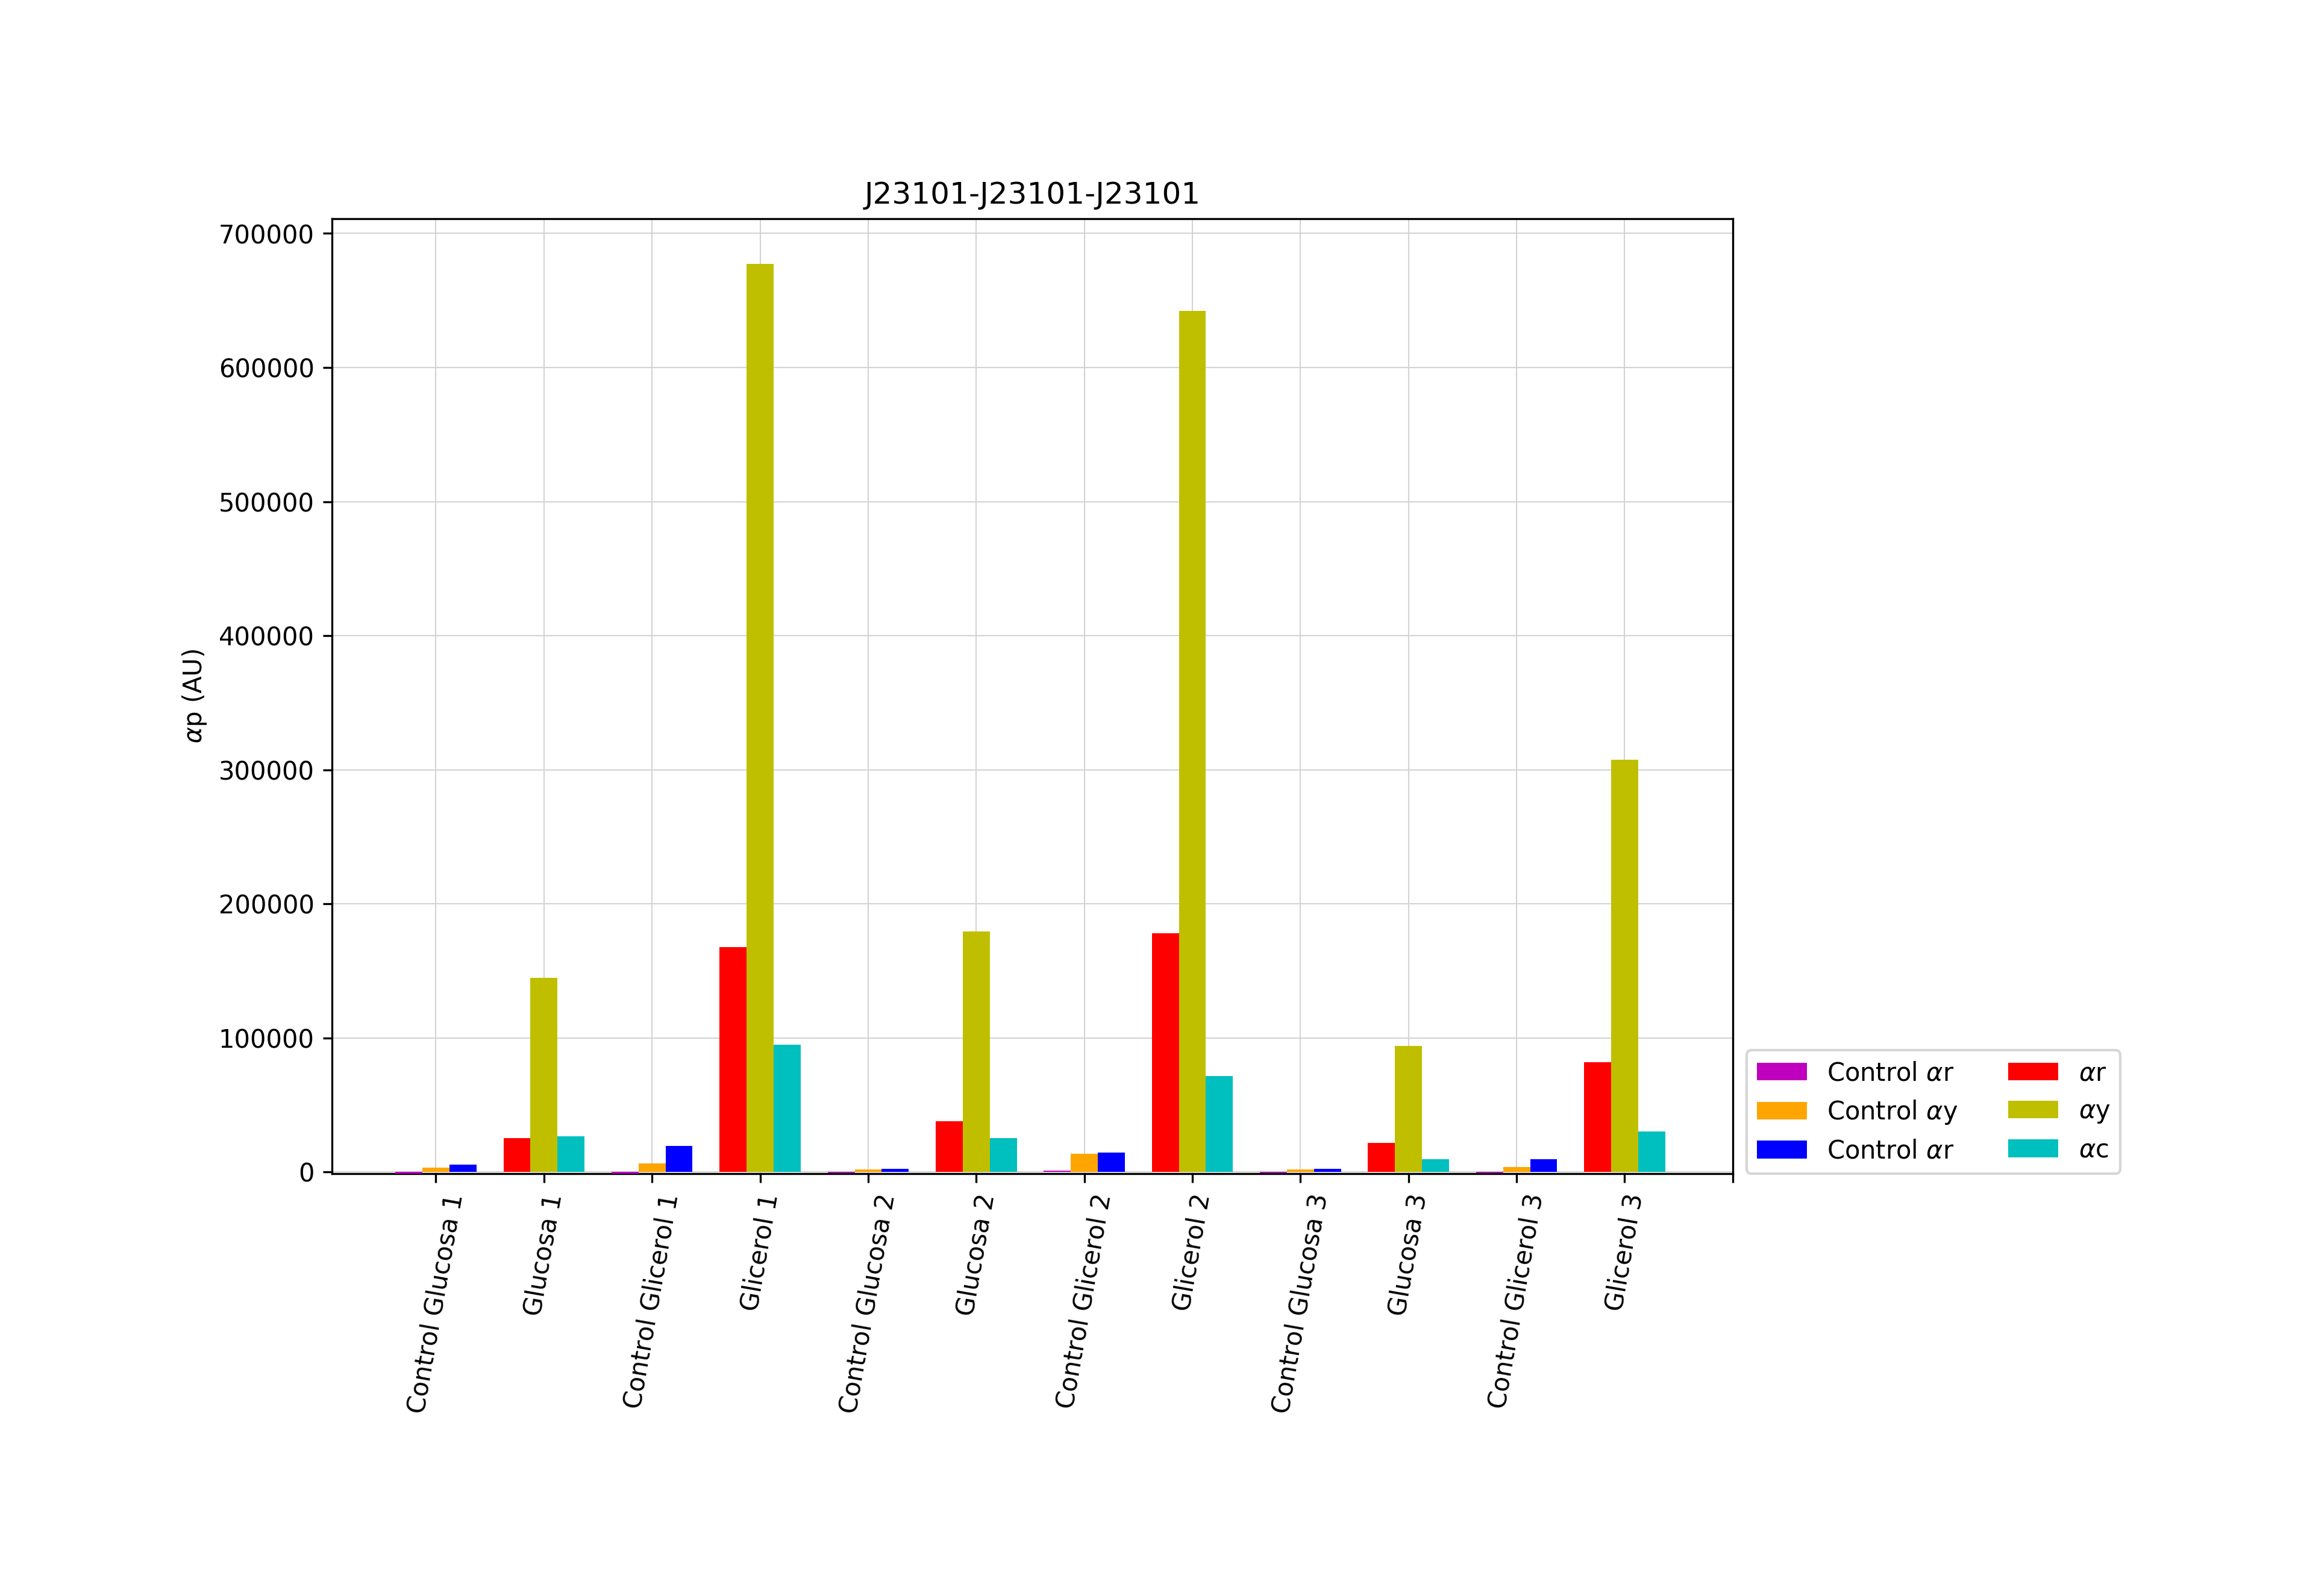 J23101-J23101-J23101
700000
600000
500000
400000
300000
200000
100000
0
αp (AU)
Control Glucosa 1
Glucosa 1
Control Glicerol 1
Glicerol 1
Control Glucosa 2
Glucosa 2
Control Glicerol 2
Glicerol 2
Control Glucosa 3
Glucosa 3
Control Glicerol 3
Glicerol 3
Control αr
Control αy
Control αr
αr
αy
αc